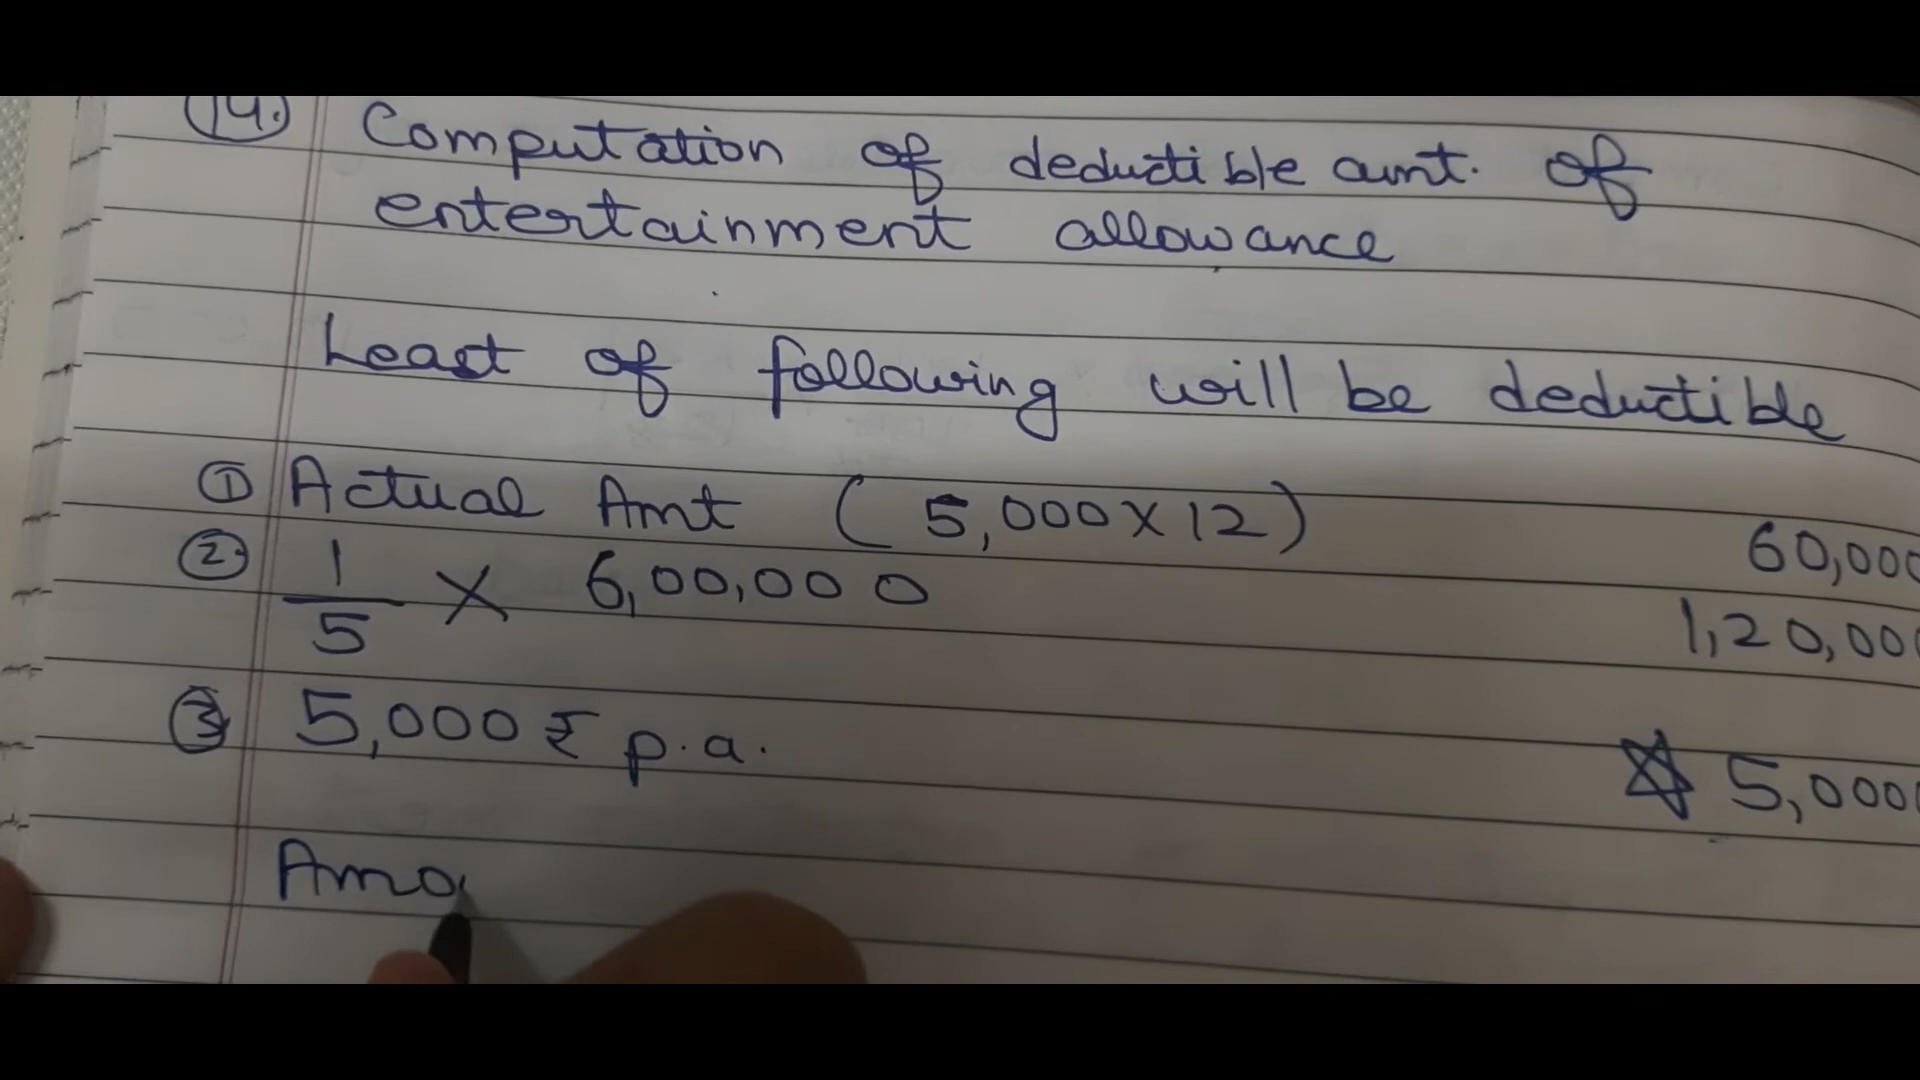 14.
Computation of deductible amt. of
entertainment allowance
Least of following will be deductible
① Actual Amt ( 5,000 X 12 ) 60,000
② 1/5 X 6,00,000 1,20,000
③ 5,000 ₹ p.a. 5,000
Amo